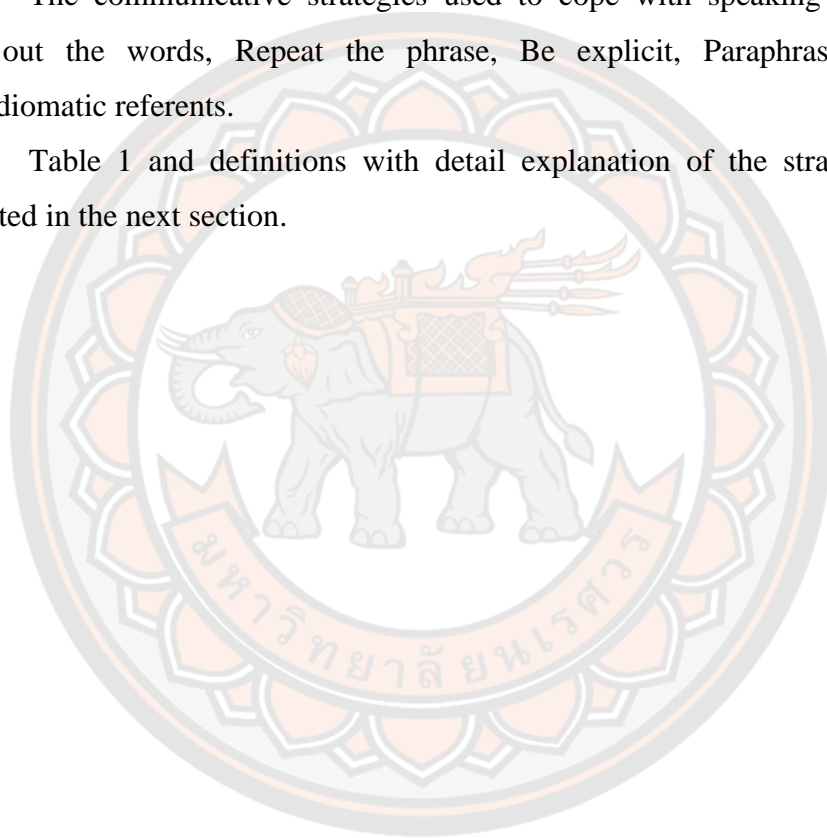 The communicative strategies used to cope with speaking
out the words, Repeat the phrase, Be explicit, Paraphras
diomatic referents.
Table 1 and definitions with detail explanation of the stra
ted in the next section.
มหาวิทยาลัยนเรศวร